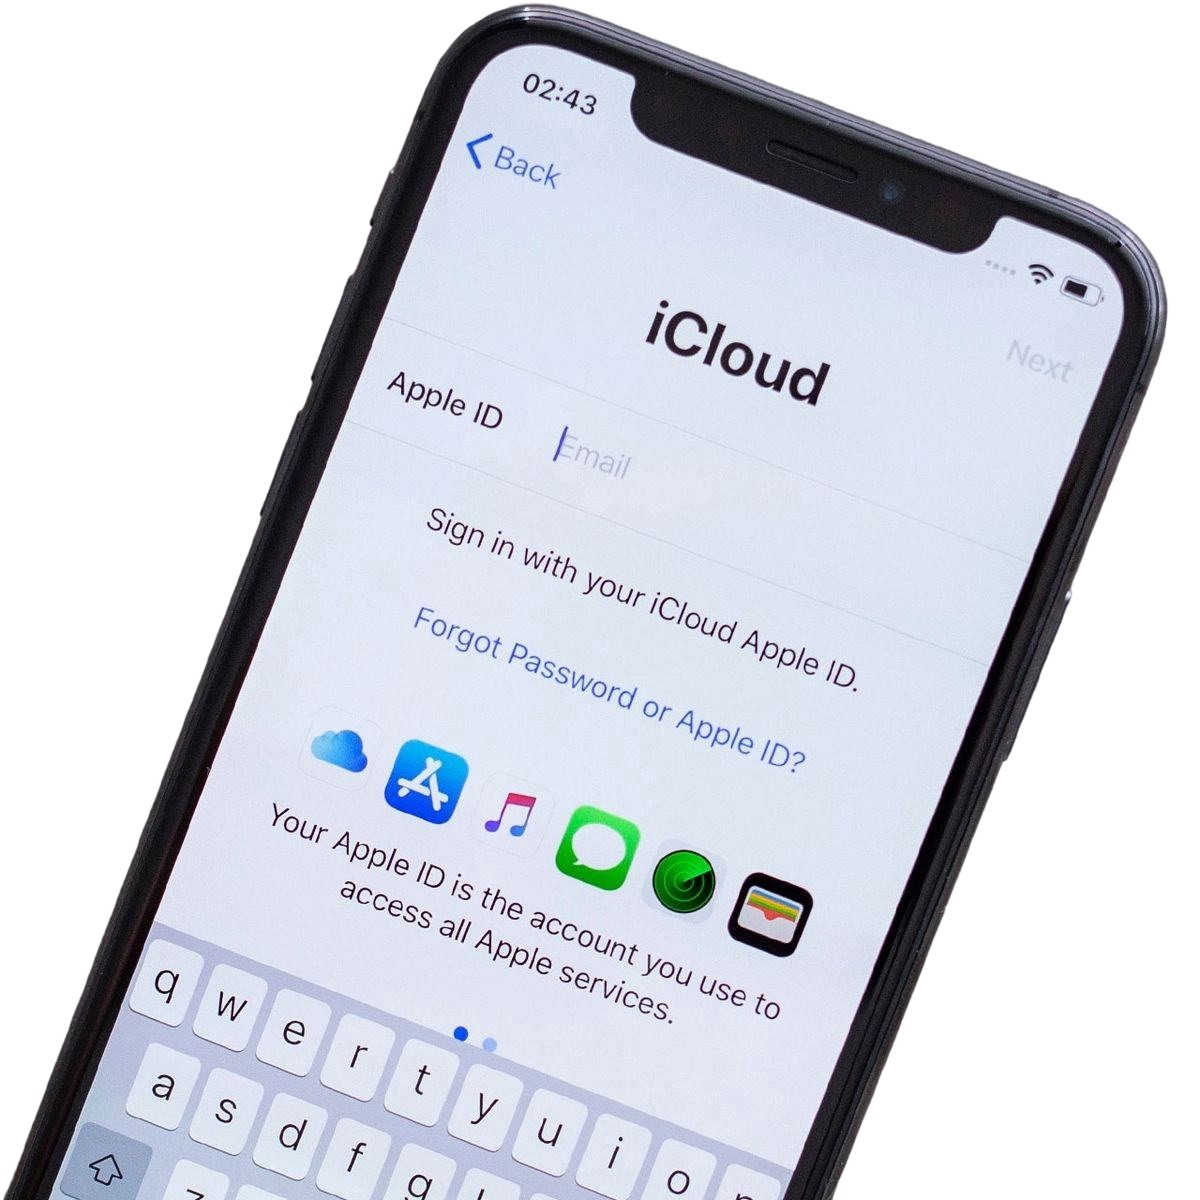 02:43
Back
Next
iCloud
Apple ID
Email
Sign in with your iCloud Apple ID.
Forgot Password or Apple ID?
Your Apple ID is the account you use to
access all Apple services.
q w e r t y u i o
a s d f